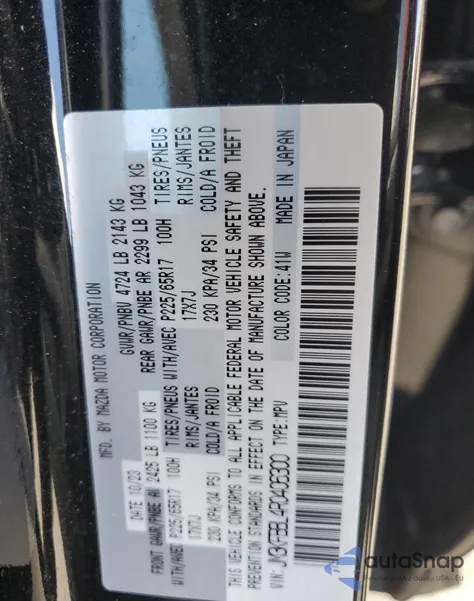 MFD. BY MAZDA MOTOR CORPORATION
DATE: 10/23 GVWR/PNBV 4724 LB 2143 KG
FRONT GAWR/PNBE AV 2425 LB 1100 KG REAR GAWR/PNBE AR 2299 LB 1043 KG
WITH/AVEC P225/65R17 100H TIRES/PNEUS WITH/AVEC P225/65R17 100H TIRES/PNEUS
17X7J RIMS/JANTES 17X7J RIMS/JANTES
230 KPA/34 PSI COLD/A FROID 230 KPA/34 PSI COLD/A FROID
THIS VEHICLE CONFORMS TO ALL APPLICABLE FEDERAL MOTOR VEHICLE SAFETY AND THEFT
PREVENTION STANDARDS IN EFFECT ON THE DATE OF MANUFACTURE SHOWN ABOVE.
VIN: JM3KFBBL4R0406300 TYPE:MPV COLOR CODE:41W MADE IN JAPAN
autoSnap